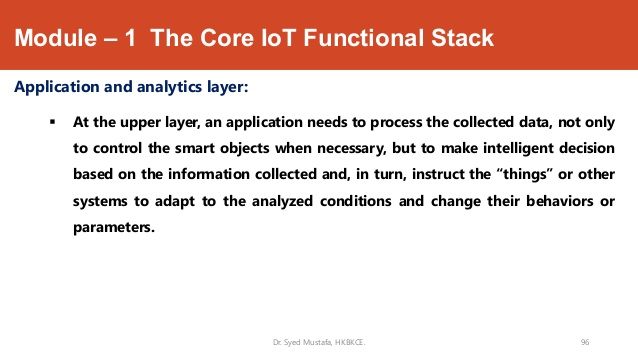 Module – 1 The Core IoT Functional Stack
Application and analytics layer:
▪ At the upper layer, an application needs to process the collected data, not only
to control the smart objects when necessary, but to make intelligent decision
based on the information collected and, in turn, instruct the “things” or other
systems to adapt to the analyzed conditions and change their behaviors or
parameters.
Dr. Syed Mustafa, HKBKCE.
96